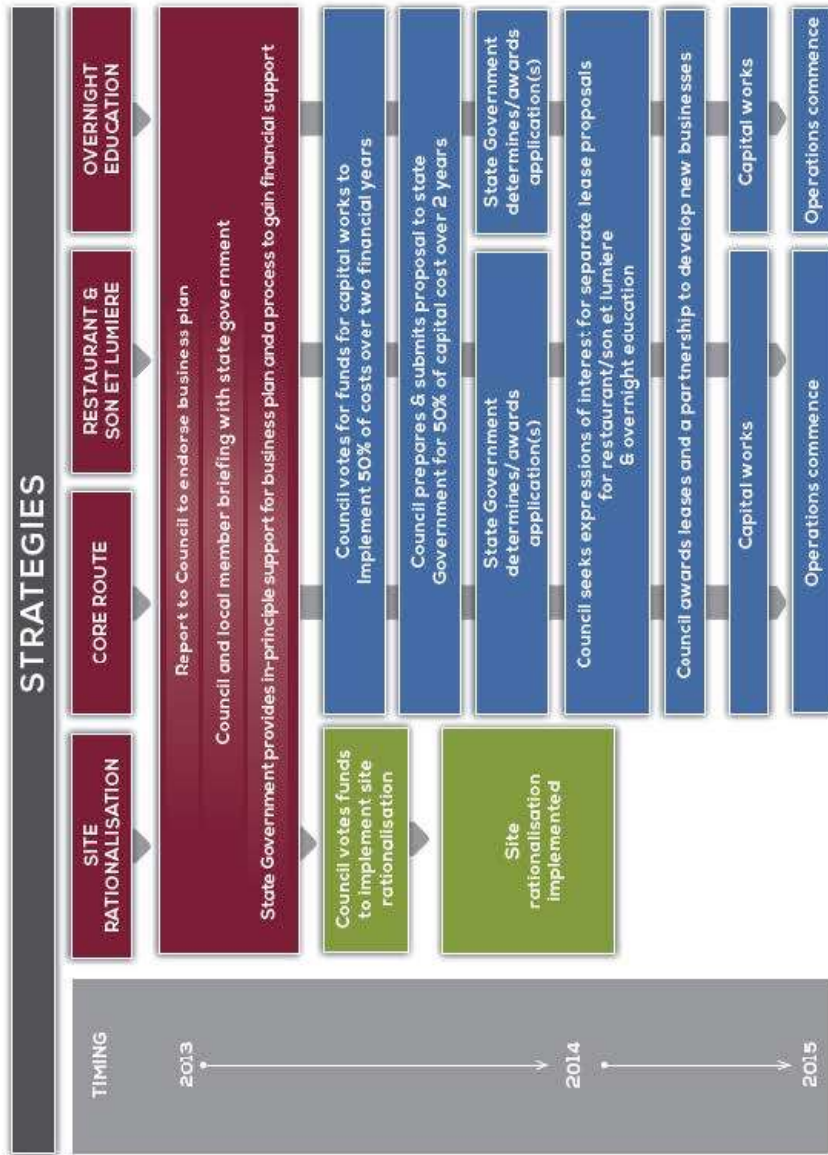 STRATEGIES
TIMING
SITE
RATIONALISATION
CORE ROUTE
RESTAURANT &
SON ET LUMIERE
OVERNIGHT
EDUCATION
2013
Report to Council to endorse business plan
Council and local member briefing with state government
State Government provides in-principle support for business plan and a process to gain financial support
Council votes funds
to implement site
rationalisation
Council votes for funds for capital works to
Implement 50% of costs over two financial years
Council prepares & submits proposal to state
Government for 50% of capital cost over 2 years
Site
rationalisation
implemented
State Government
determines/awards
application(s)
State Government
determines/awards
application(s)
2014
Council seeks expressions of interest for separate lease proposals
for restaurant/son et lumiere
& overnight education
Council awards leases and a partnership to develop new businesses
Capital works
Capital works
2015
Operations commence
Operations commence